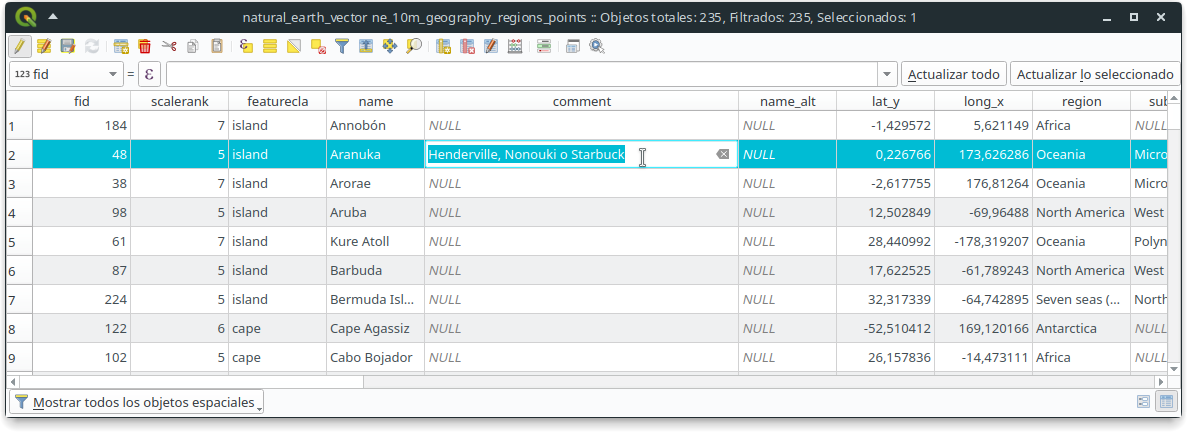 natural_earth_vector ne_10m_geography_regions_points :: Objetos totales: 235, Filtrados: 235, Seleccionados: 1
123 fid = ε Actualizar todo Actualizar lo seleccionado
fid scalerank featurecla name comment name_alt lat_y long_x region sub
1 184 7 island Annobón NULL NULL -1,429572 5,621149 Africa
2 48 5 island Aranuka Henderville, Nonouki o Starbuck NULL 0,226766 173,626286 Oceania Micro
3 38 7 island Arorae NULL NULL -2,617755 176,81264 Oceania Micro
4 98 5 island Aruba NULL NULL 12,502849 -69,96488 North America West
5 61 7 island Kure Atoll NULL NULL 28,440992 -178,319207 Oceania Polyn
6 87 5 island Barbuda NULL NULL 17,622525 -61,789243 North America West
7 224 5 island Bermuda Isl... NULL NULL 32,317339 -64,742895 Seven seas (... North
8 122 6 cape Cape Agassiz NULL NULL -52,510412 169,120166 Antarctica NULL
9 102 5 cape Cabo Bojador NULL NULL 26,157836 -14,473111 Africa NULL
Mostrar todos los objetos espaciales